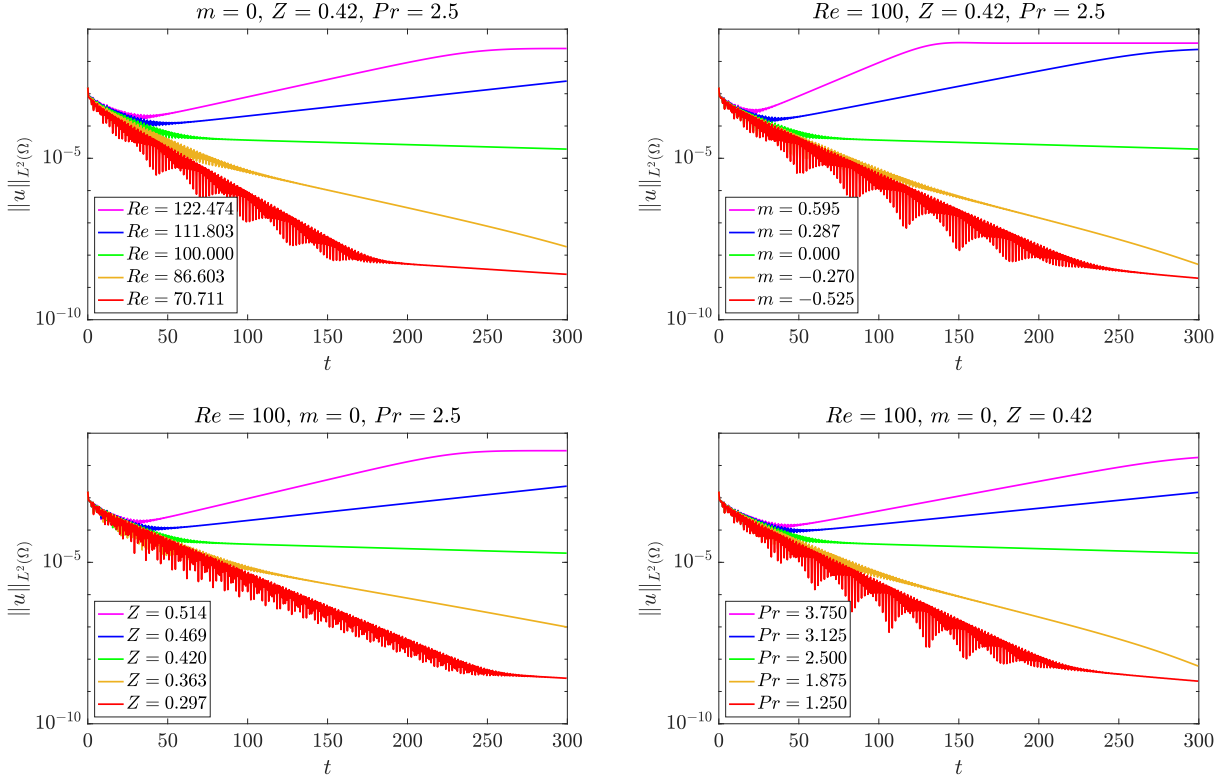 m = 0, Z = 0.42, Pr = 2.5
||u||_{L^2(Ω)}
10^{-5}
10^{-10}
Re = 122.474
Re = 111.803
Re = 100.000
Re = 86.603
Re = 70.711
0 50 100 150 200 250 300
t
Re = 100, Z = 0.42, Pr = 2.5
||u||_{L^2(Ω)}
10^{-5}
10^{-10}
m = 0.595
m = 0.287
m = 0.000
m = −0.270
m = −0.525
0 50 100 150 200 250 300
t
Re = 100, m = 0, Pr = 2.5
||u||_{L^2(Ω)}
10^{-5}
10^{-10}
Z = 0.514
Z = 0.469
Z = 0.420
Z = 0.363
Z = 0.297
0 50 100 150 200 250 300
t
Re = 100, m = 0, Z = 0.42
||u||_{L^2(Ω)}
10^{-5}
10^{-10}
Pr = 3.750
Pr = 3.125
Pr = 2.500
Pr = 1.875
Pr = 1.250
0 50 100 150 200 250 300
t